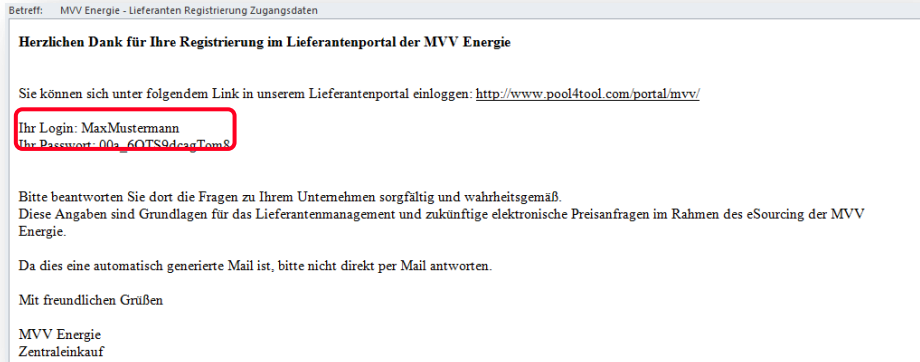 Betreff: MVV Energie - Lieferanten Registrierung Zugangsdaten
Herzlichen Dank für Ihre Registrierung im Lieferantenportal der MVV Energie
Sie können sich unter folgendem Link in unserem Lieferantenportal einloggen: http://www.pool4tool.com/portal/mvv/
Ihr Login: MaxMustermann
Ihr Passwort:
Bitte beantworten Sie dort die Fragen zu Ihrem Unternehmen sorgfältig und wahrheitsgemäß.
Diese Angaben sind Grundlagen für das Lieferantenmanagement und zukünftige elektronische Preisanfragen im Rahmen des eSourcing der MVV
Energie.
Da dies eine automatisch generierte Mail ist, bitte nicht direkt per Mail antworten.
Mit freundlichen Grüßen
MVV Energie
Zentraleinkauf